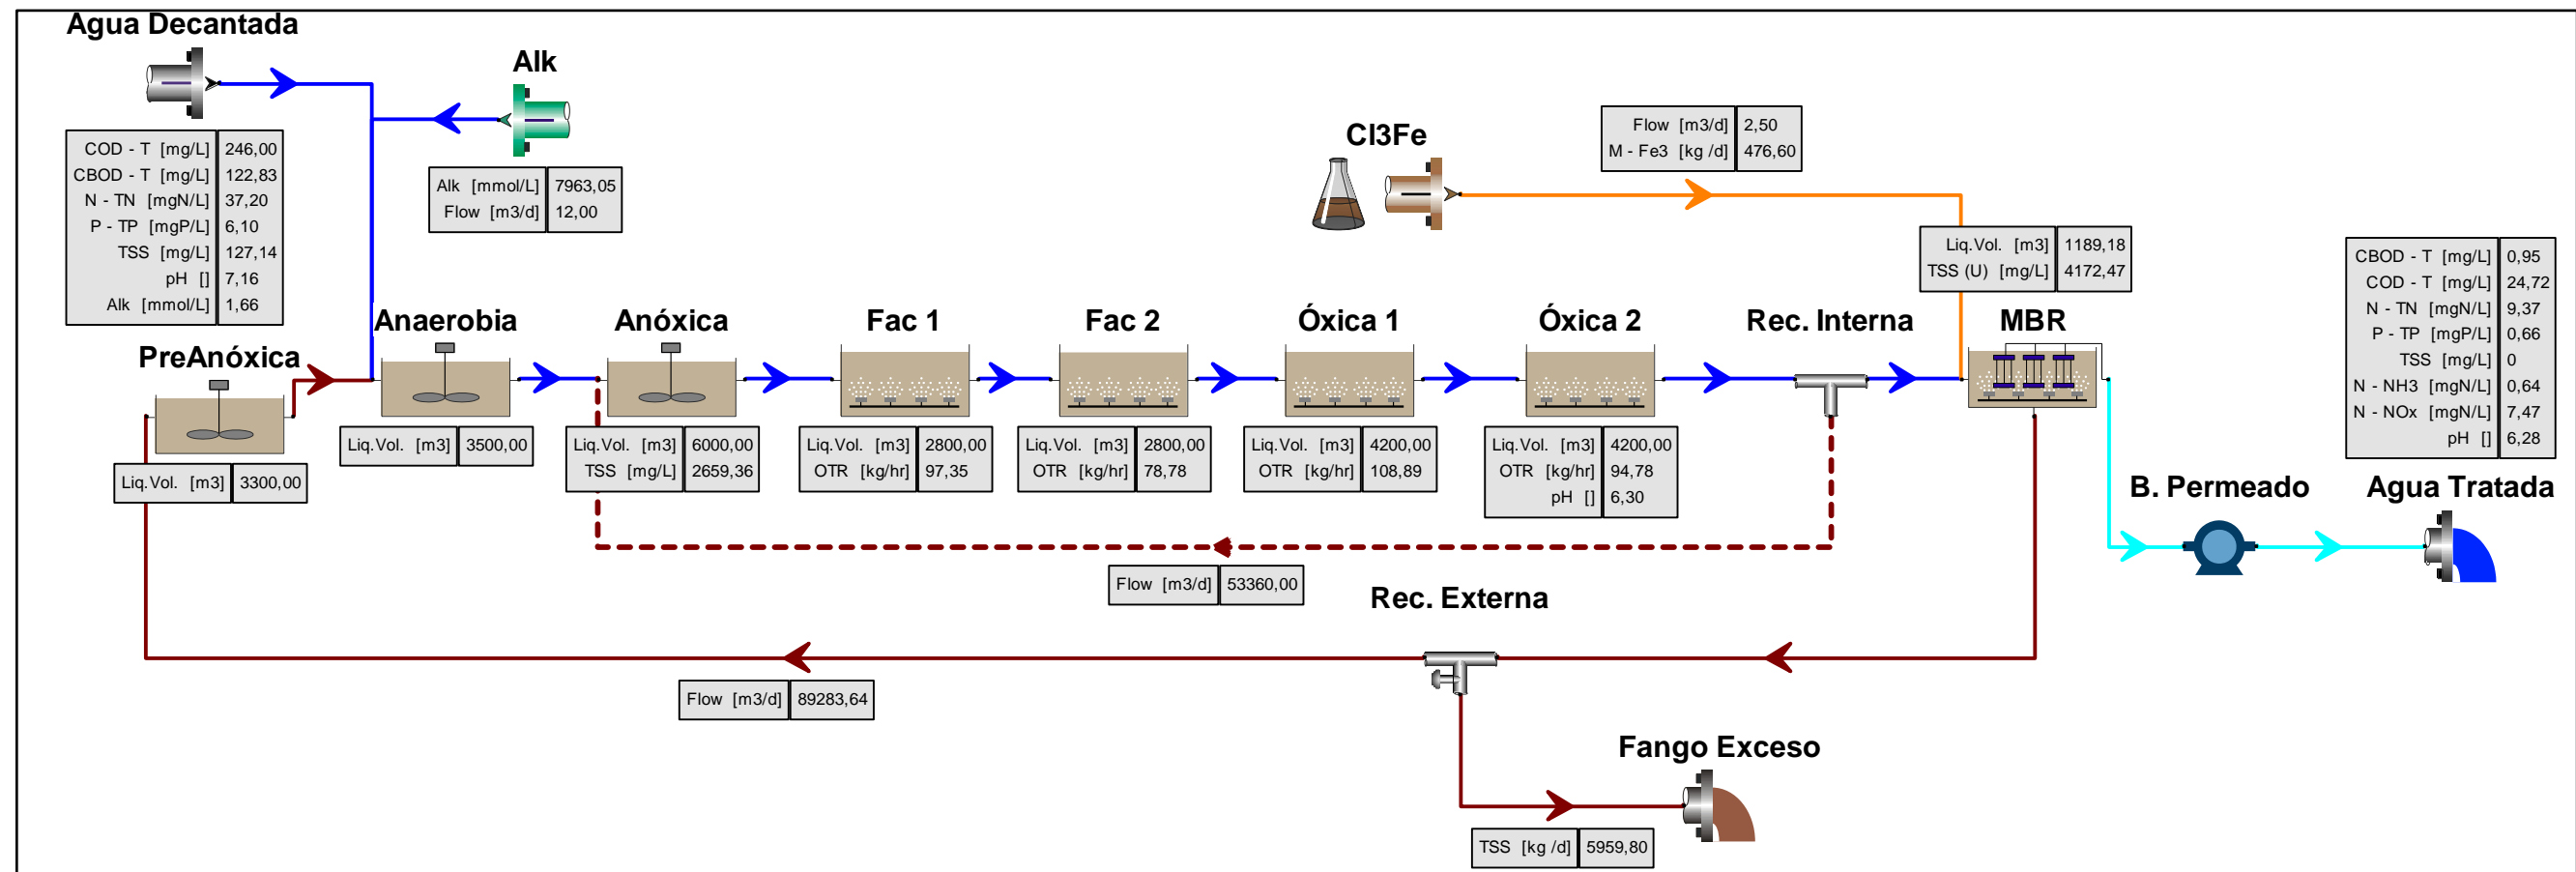 Agua Decantada
COD - T [mg/L] 246,00
CBOD - T [mg/L] 122,83
N - TN [mgN/L] 37,20
P - TP [mgP/L] 6,10
TSS [mg/L] 127,14
pH [] 7,16
Alk [mmol/L] 1,66
Alk
Alk [mmol/L] 7963,05
Flow [m3/d] 12,00
Cl3Fe
Flow [m3/d] 2,50
M - Fe3 [kg /d] 476,60
Liq.Vol. [m3] 1189,18
TSS (U) [mg/L] 4172,47
CBOD - T [mg/L] 0,95
COD - T [mg/L] 24,72
N - TN [mgN/L] 9,37
P - TP [mgP/L] 0,66
TSS [mg/L] 0
N - NH3 [mgN/L] 0,64
N - NOx [mgN/L] 7,47
pH [] 6,28
PreAnóxica
Liq.Vol. [m3] 3300,00
Anaerobia
Liq.Vol. [m3] 3500,00
Anóxica
Liq.Vol. [m3] 6000,00
TSS [mg/L] 2659,36
Fac 1
Liq.Vol. [m3] 2800,00
OTR [kg/hr] 97,35
Fac 2
Liq.Vol. [m3] 2800,00
OTR [kg/hr] 78,78
Óxica 1
Liq.Vol. [m3] 4200,00
OTR [kg/hr] 108,89
Óxica 2
Liq.Vol. [m3] 4200,00
OTR [kg/hr] 94,78
pH [] 6,30
Rec. Interna
MBR
B. Permeado
Agua Tratada
Flow [m3/d] 53360,00
Rec. Externa
Flow [m3/d] 89283,64
Fango Exceso
TSS [kg /d] 5959,80